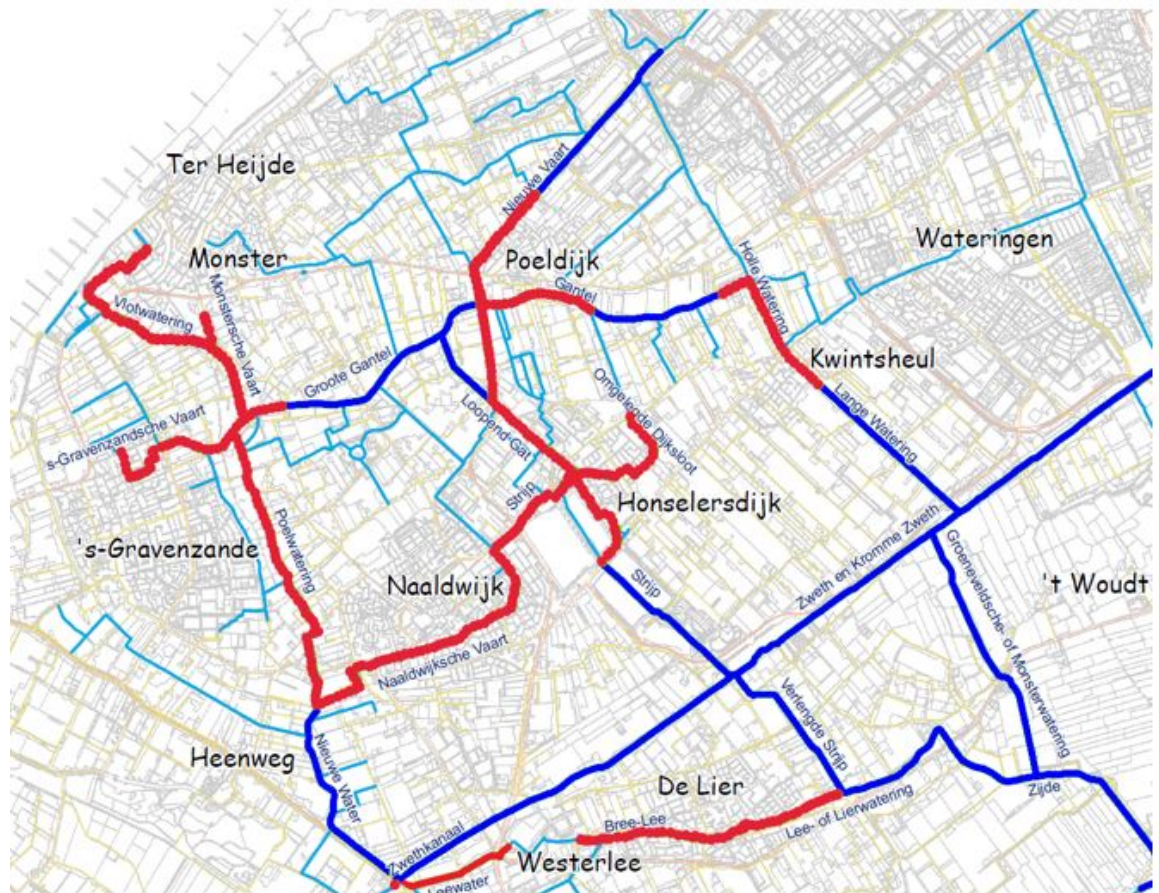 Nieuwe Vaart
Ter Heijde
Wateringen
Monster
Poeldijk
Holle Watering
Gantel
Vlotwatering
Monstersche Vaart
Kwintsheul
Groote Gantel
Omgelegde Dijksloot
Lange Watering
s-Gravenzandsche Vaart
Loopend-Gat
Strijp
Honselersdijk
Poelwatering
's-Gravenzande
Zweth en Kromme Zweth
Groeneveldsche- of Monsterwatering
Naaldwijk
Strijp
't Woudt
Naaldwijksche Vaart
Verlengde Strijp
Heenweg
Nieuwe Water
De Lier
Zijde
Bree-Lee
Lee- of Lierwatering
Zwethkanaal
Westerlee
Leewater